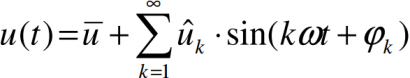 u(t) = u̅ + ∑_{k=1}^{∞} û_k · sin(kωt + φ_k)